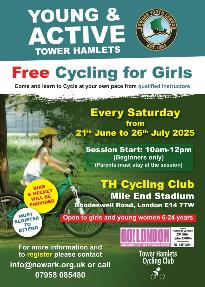 YOUNG &
ACTIVE
TOWER HAMLETS
Free Cycling for Girls
Come and learn to Cycle at your own pace from qualified instructors
Every Saturday
from
21st June to 26th July 2025
Session Start: 10am-12pm
(Beginners only)
(Parents must stay at the session)
BIKE
& HELMET
WILL BE
PROVIDED
MUST
REGISTER
TO
ATTEND
TH Cycling Club
Mile End Stadium
Rhodeswell Road, London E14 7TW
Open to girls and young women 6-24 years
For more information and
to register please contact
info@newark.org.uk or call
07958 085480
GOLLONDON
Tower Hamlets
Cycling Club